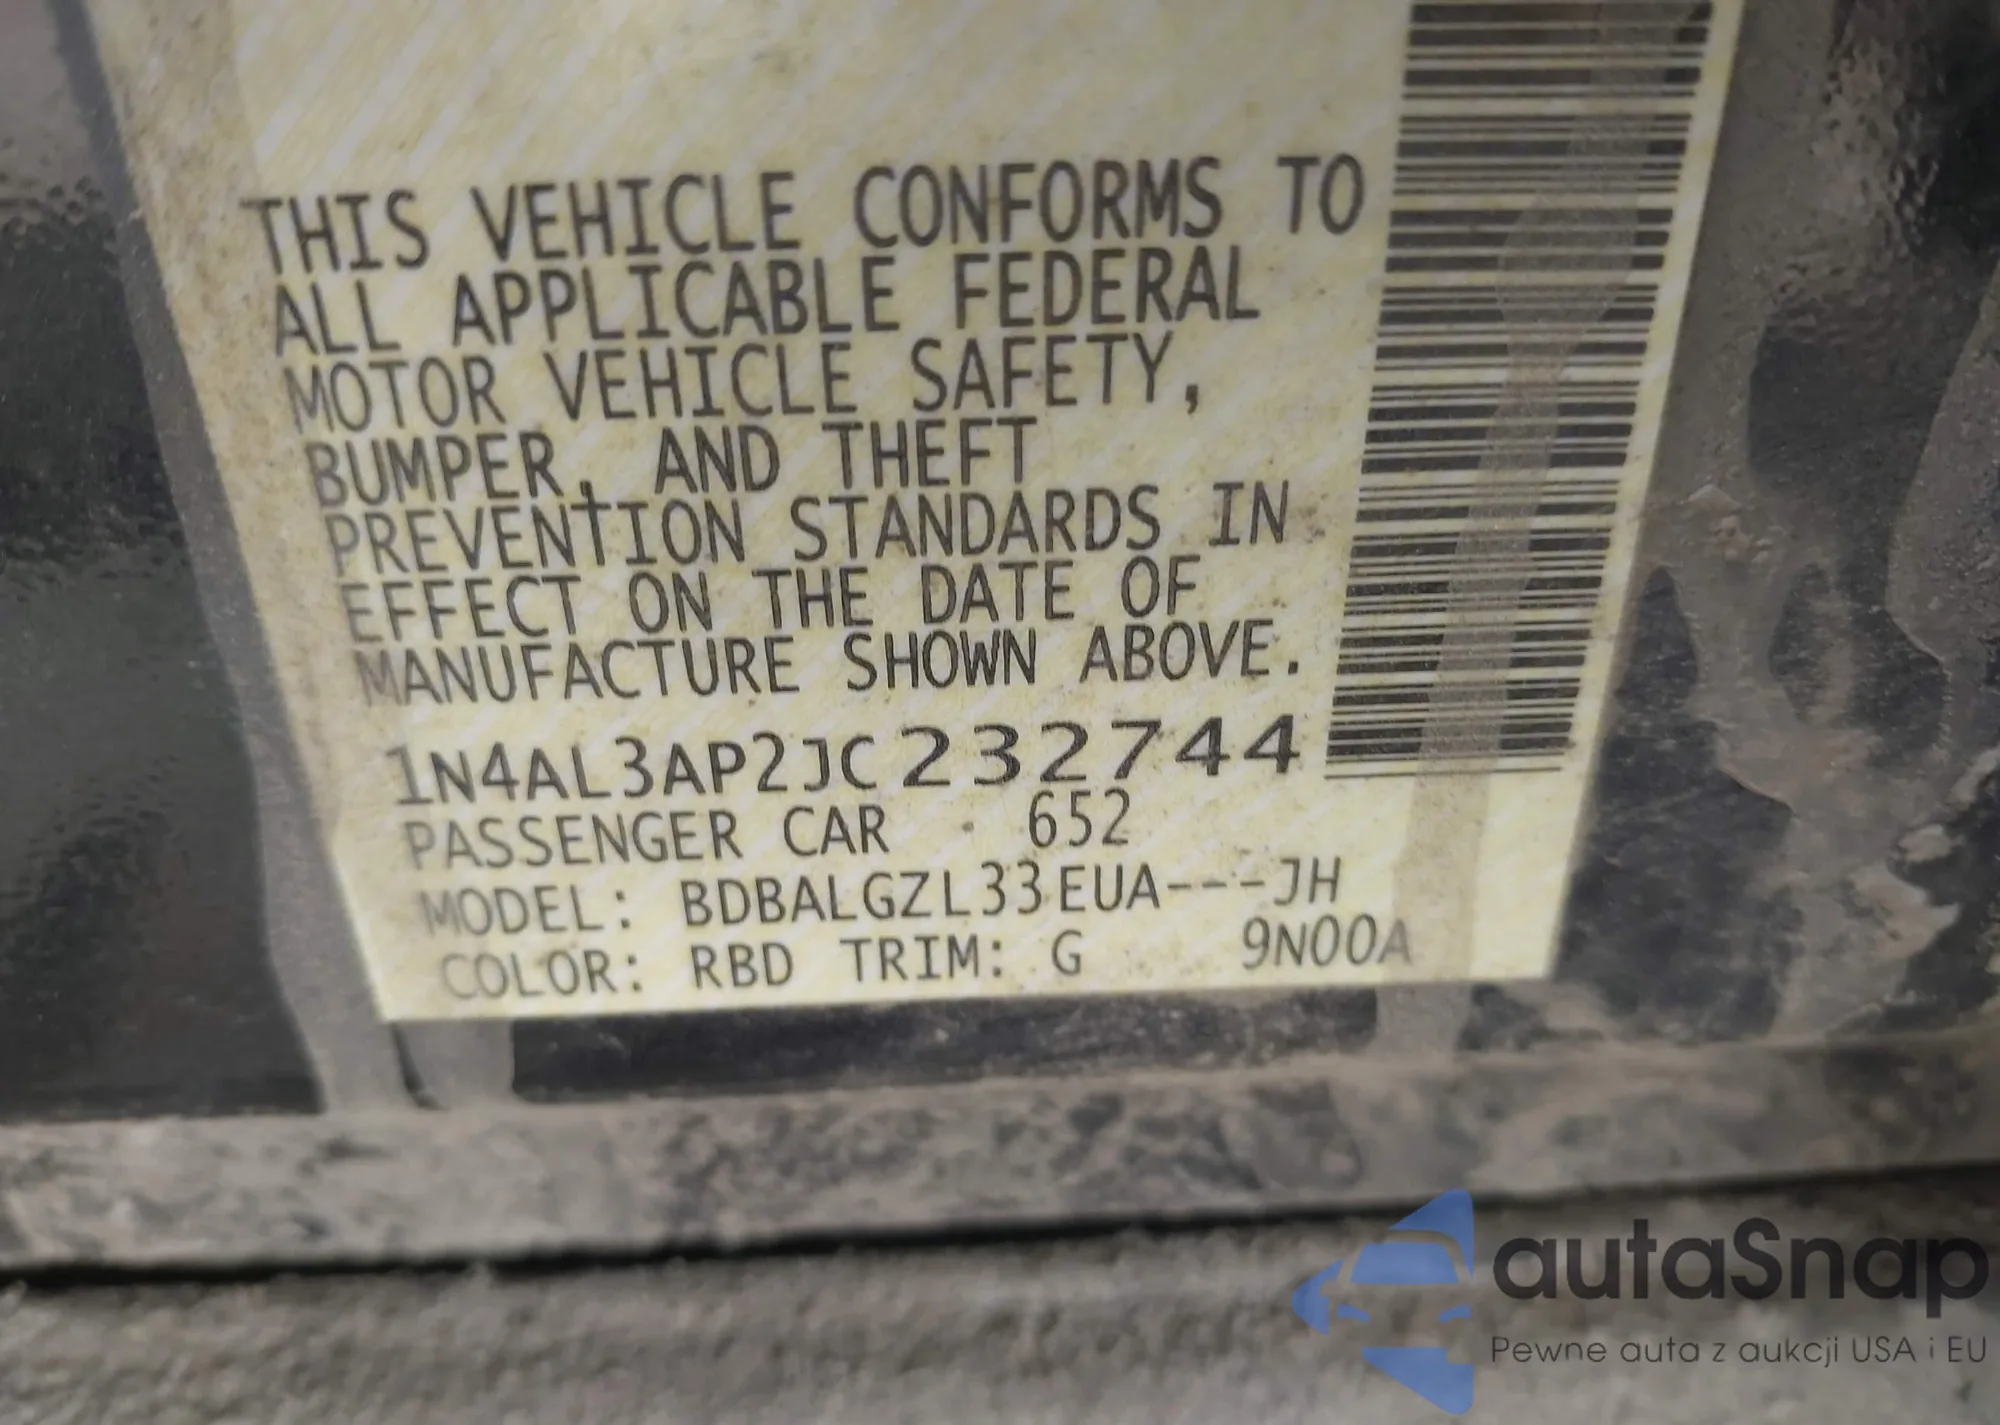 THIS VEHICLE CONFORMS TO
ALL APPLICABLE FEDERAL
MOTOR VEHICLE SAFETY,
BUMPER, AND THEFT
PREVENTION STANDARDS IN
EFFECT ON THE DATE OF
MANUFACTURE SHOWN ABOVE.
1N4AL3AP2JC232744
PASSENGER CAR 652
MODEL: BDBALGZL33EUA---JH
COLOR: RBD TRIM: G 9N00A
autaSnap
Pewne auta z aukcji USA i EU